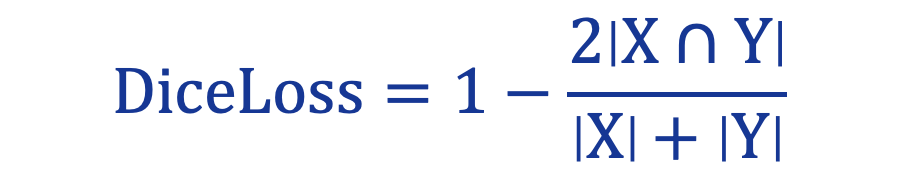 DiceLoss = 1 − 2|X ∩ Y| / |X| + |Y|